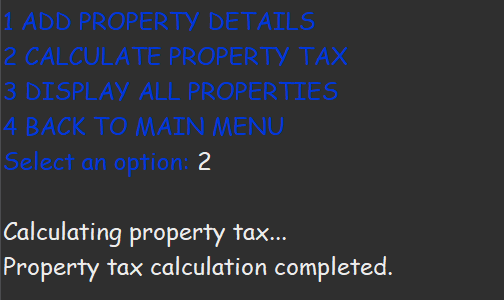 1 ADD PROPERTY DETAILS
2 CALCULATE PROPERTY TAX
3 DISPLAY ALL PROPERTIES
4 BACK TO MAIN MENU
Select an option: 2
Calculating property tax...
Property tax calculation completed.